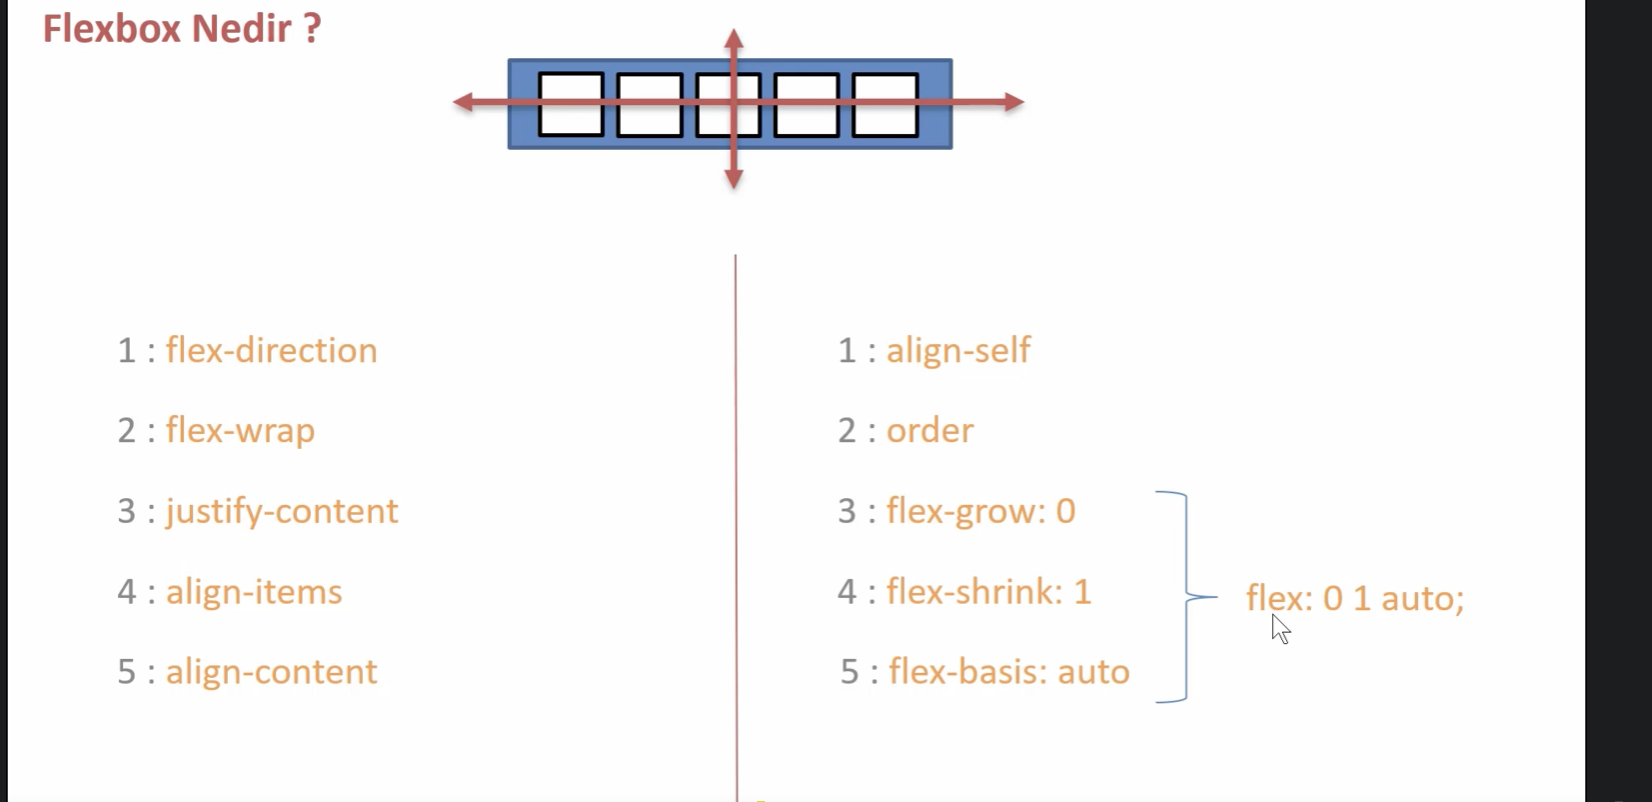 Flexbox Nedir ?
1 : flex-direction
2 : flex-wrap
3 : justify-content
4 : align-items
5 : align-content
1 : align-self
2 : order
3 : flex-grow: 0
4 : flex-shrink: 1
5 : flex-basis: auto
flex: 0 1 auto;